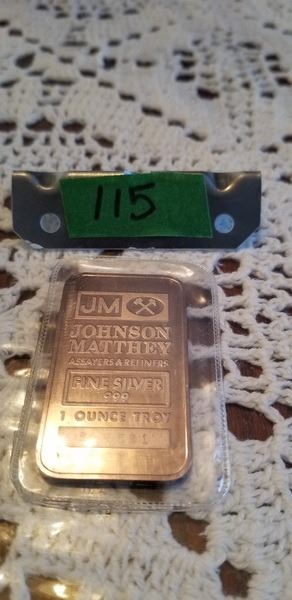 115
JM
JOHNSON
MATTHEY
ASSAYERS & REFINERS
FINE SILVER
999
1 OUNCE TROY